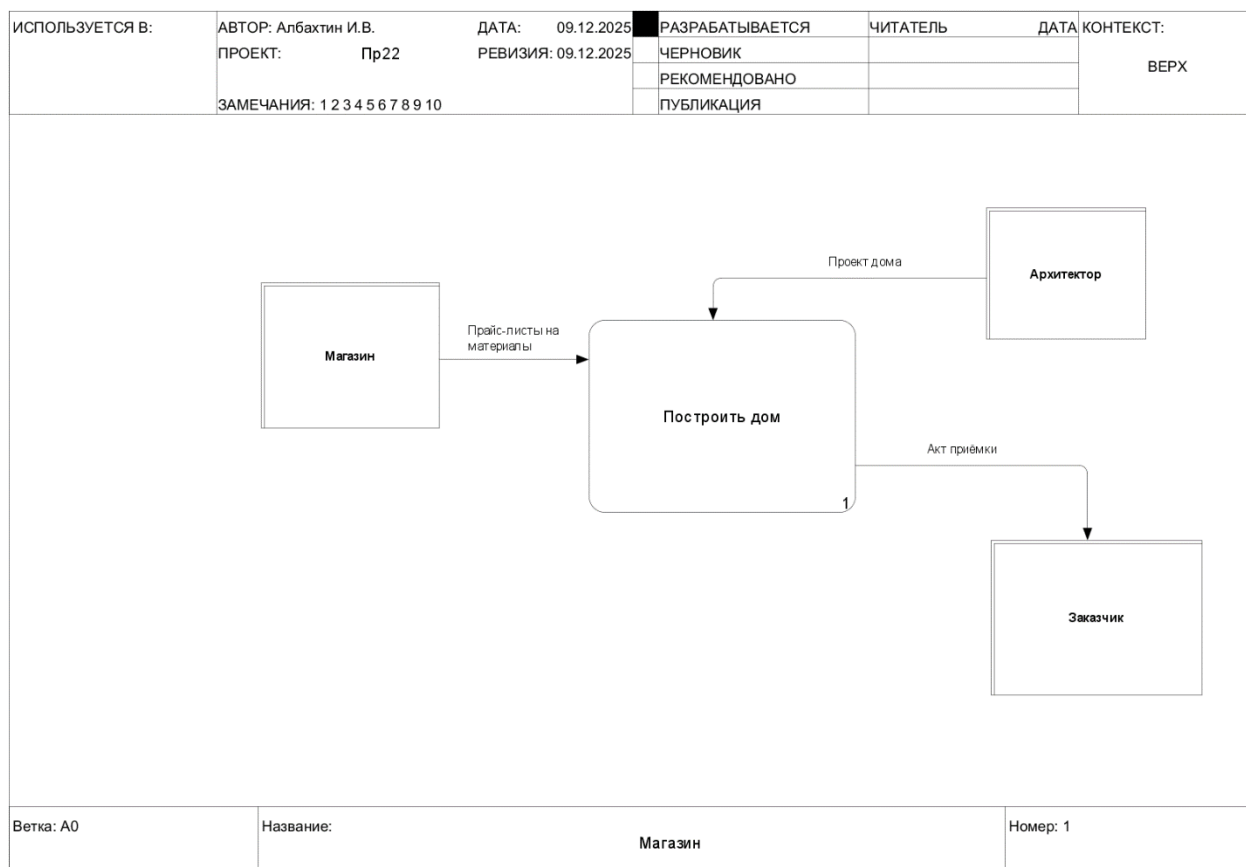 ИСПОЛЬЗУЕТСЯ В:
АВТОР: Албахтин И.В.
ДАТА: 09.12.2025
ПРОЕКТ: Пр22
РЕВИЗИЯ: 09.12.2025
ЗАМЕЧАНИЯ: 1 2 3 4 5 6 7 8 9 10
РАЗРАБАТЫВАЕТСЯ
ЧЕРНОВИК
РЕКОМЕНДОВАНО
ПУБЛИКАЦИЯ
ЧИТАТЕЛЬ
ДАТА
КОНТЕКСТ:
ВЕРХ
Проект дома
Архитектор
Прайс-листы на
материалы
Магазин
Построить дом
1
Акт приёмки
Заказчик
Ветка: A0
Название:
Магазин
Номер: 1